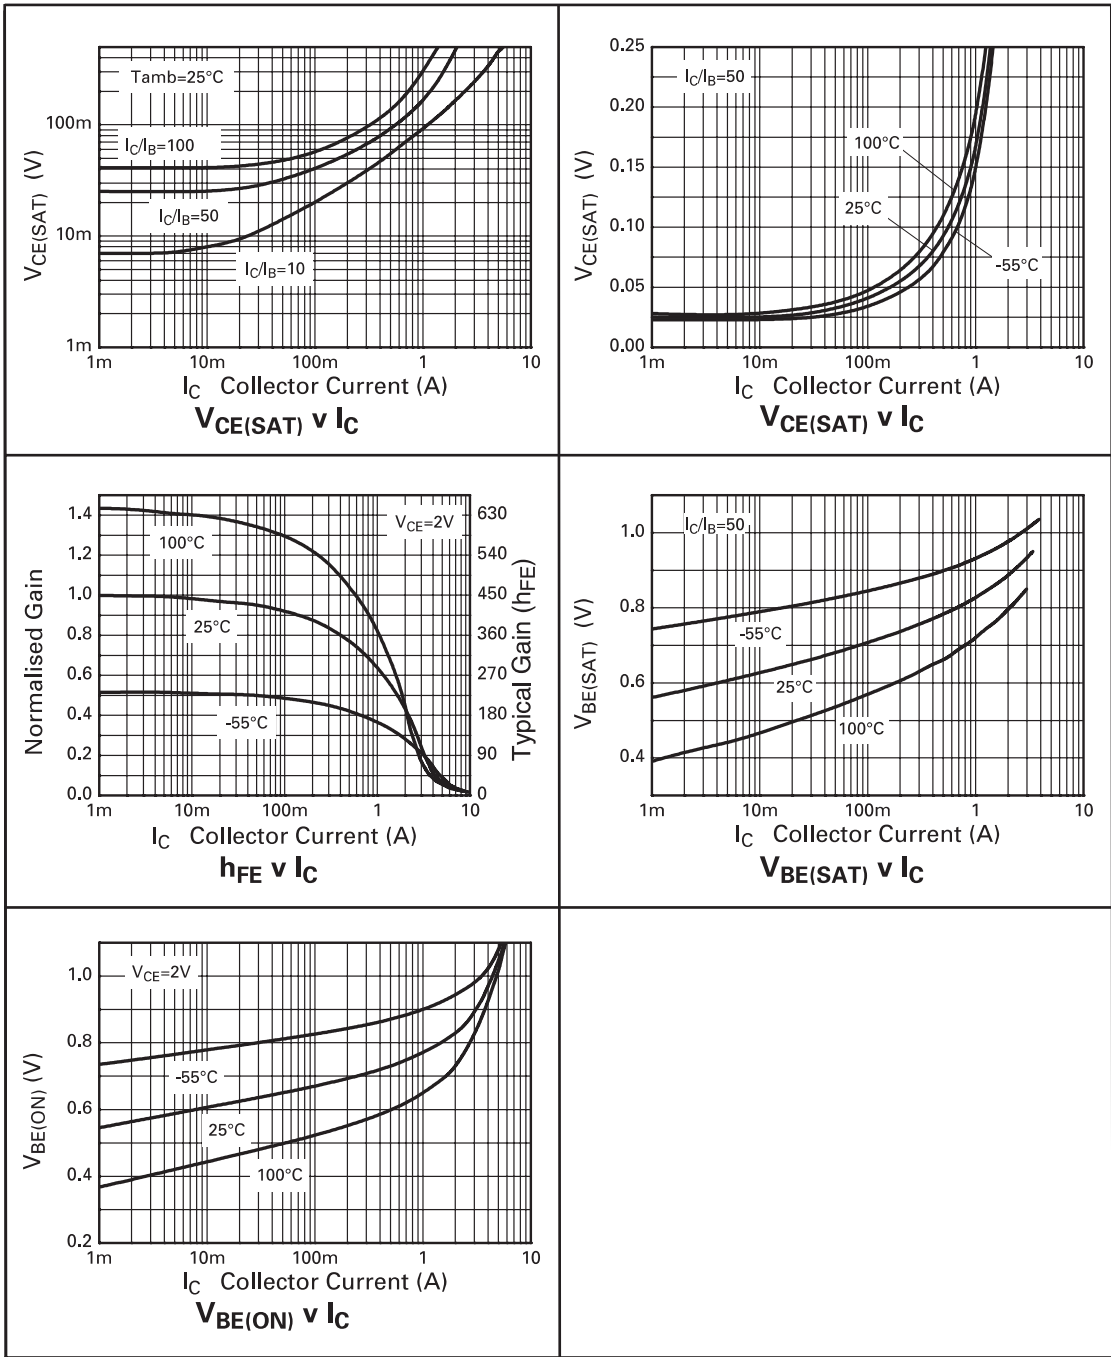 Tamb=25°C
IC/IB=100
IC/IB=50
IC/IB=10
100m
10m
1m
VCE(SAT) (V)
1m 10m 100m 1 10
IC Collector Current (A)
VCE(SAT) v IC
IC/IB=50
100°C
25°C
-55°C
0.25
0.20
0.15
0.10
0.05
0.00
VCE(SAT) (V)
1m 10m 100m 1 10
IC Collector Current (A)
VCE(SAT) v IC
VCE=2V
100°C
25°C
-55°C
1.4
1.2
1.0
0.8
0.6
0.4
0.2
0.0
Normalised Gain
630
540
450
360
270
180
90
0
Typical Gain (hFE)
1m 10m 100m 1 10
IC Collector Current (A)
hFE v IC
IC/IB=50
-55°C
25°C
100°C
1.0
0.8
0.6
0.4
VBE(SAT) (V)
1m 10m 100m 1 10
IC Collector Current (A)
VBE(SAT) v IC
VCE=2V
-55°C
25°C
100°C
1.0
0.8
0.6
0.4
0.2
VBE(ON) (V)
1m 10m 100m 1 10
IC Collector Current (A)
VBE(ON) v IC